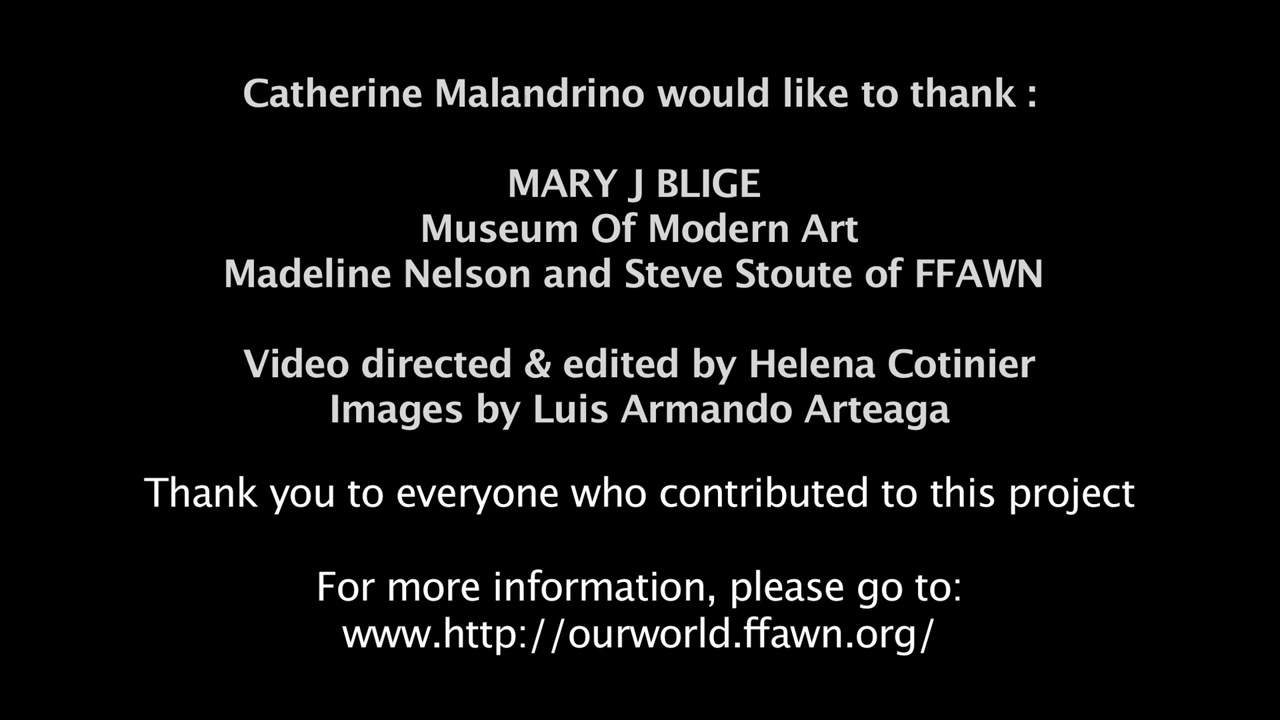 Catherine Malandrino would like to thank :
MARY J BLIGE
Museum Of Modern Art
Madeline Nelson and Steve Stoute of FFAWN
Video directed & edited by Helena Cotinier
Images by Luis Armando Arteaga
Thank you to everyone who contributed to this project
For more information, please go to:
www.http://ourworld.ffawn.org/